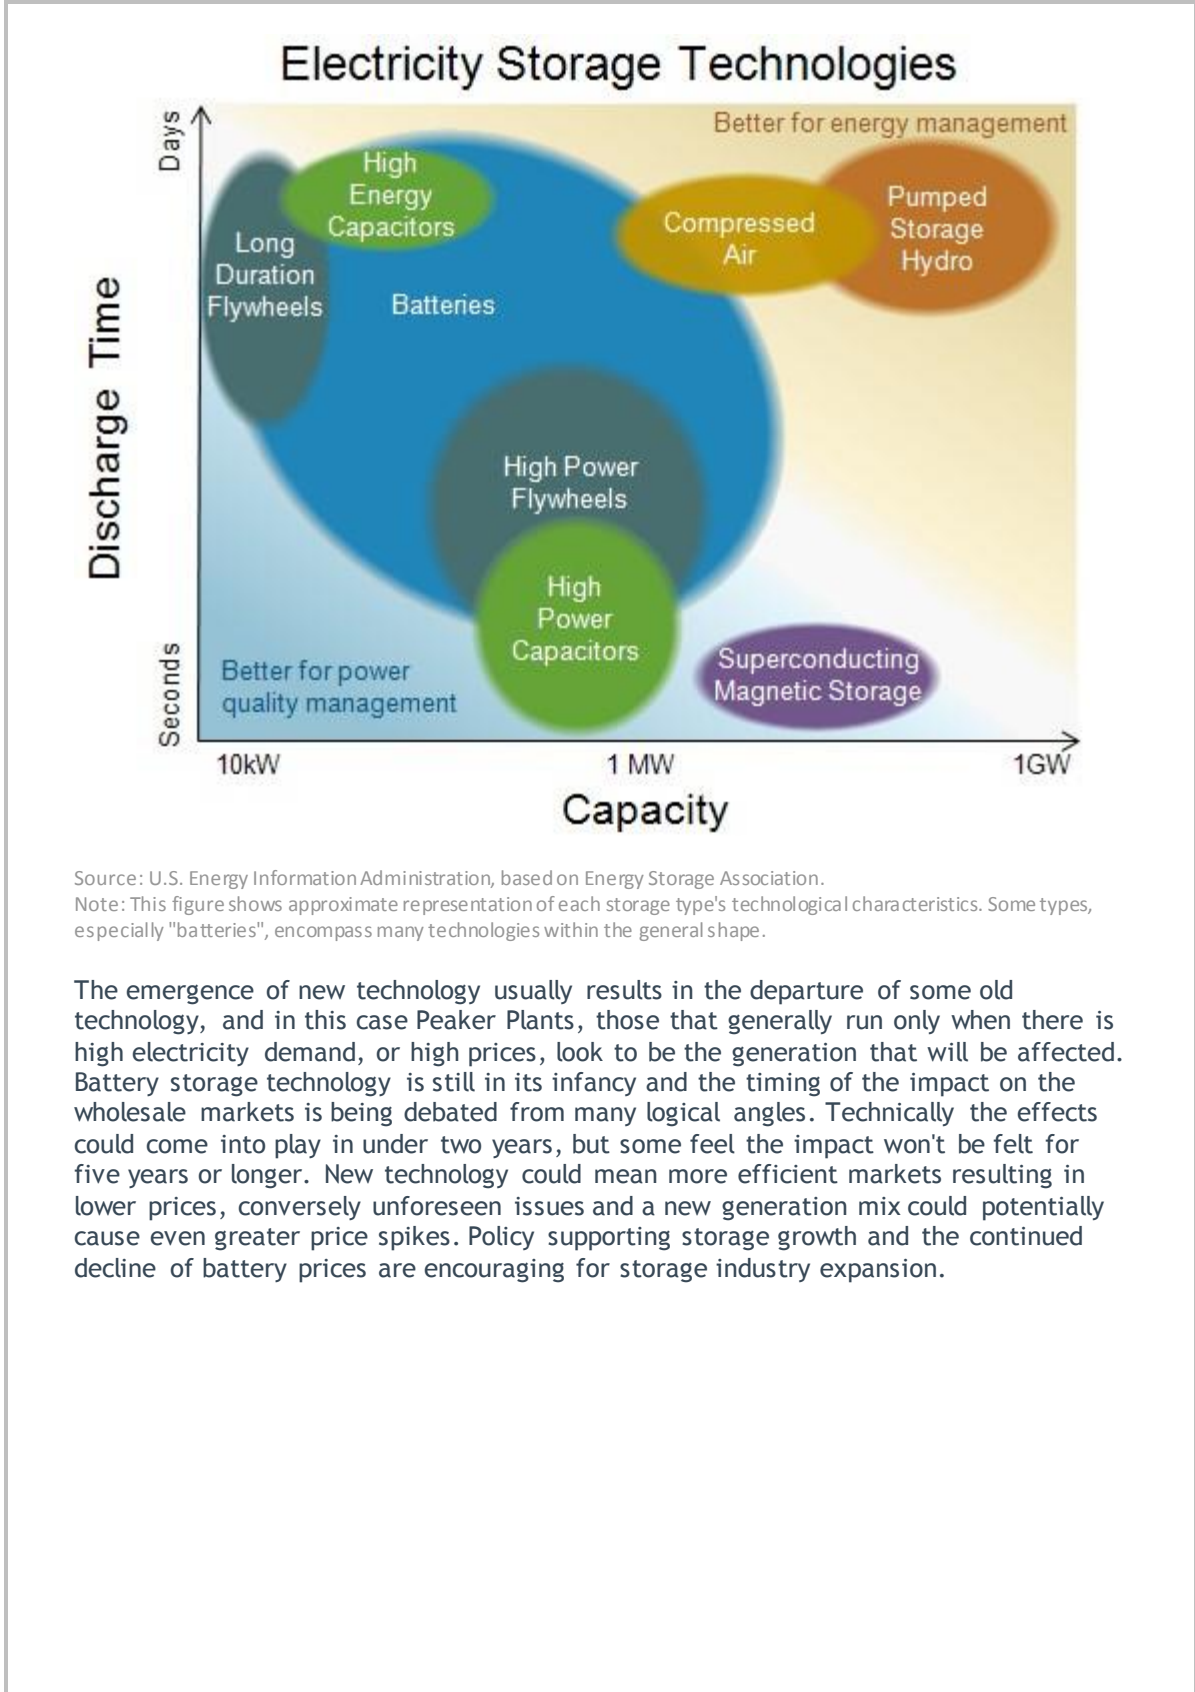 Electricity Storage Technologies
Days
Better for energy management
High
Energy
Capacitors
Long
Duration
Flywheels
Batteries
Compressed
Air
Pumped
Storage
Hydro
Discharge Time
High Power
Flywheels
High
Power
Capacitors
Superconducting
Magnetic Storage
Better for power
quality management
Seconds
10kW
1 MW
1GW
Capacity
Source: U.S. Energy Information Administration, based on Energy Storage Association.
Note: This figure shows approximate representation of each storage type's technological characteristics. Some types,
especially "batteries", encompass many technologies within the general shape.
The emergence of new technology usually results in the departure of some old
technology, and in this case Peaker Plants, those that generally run only when there is
high electricity demand, or high prices, look to be the generation that will be affected.
Battery storage technology is still in its infancy and the timing of the impact on the
wholesale markets is being debated from many logical angles. Technically the effects
could come into play in under two years, but some feel the impact won't be felt for
five years or longer. New technology could mean more efficient markets resulting in
lower prices, conversely unforeseen issues and a new generation mix could potentially
cause even greater price spikes. Policy supporting storage growth and the continued
decline of battery prices are encouraging for storage industry expansion.